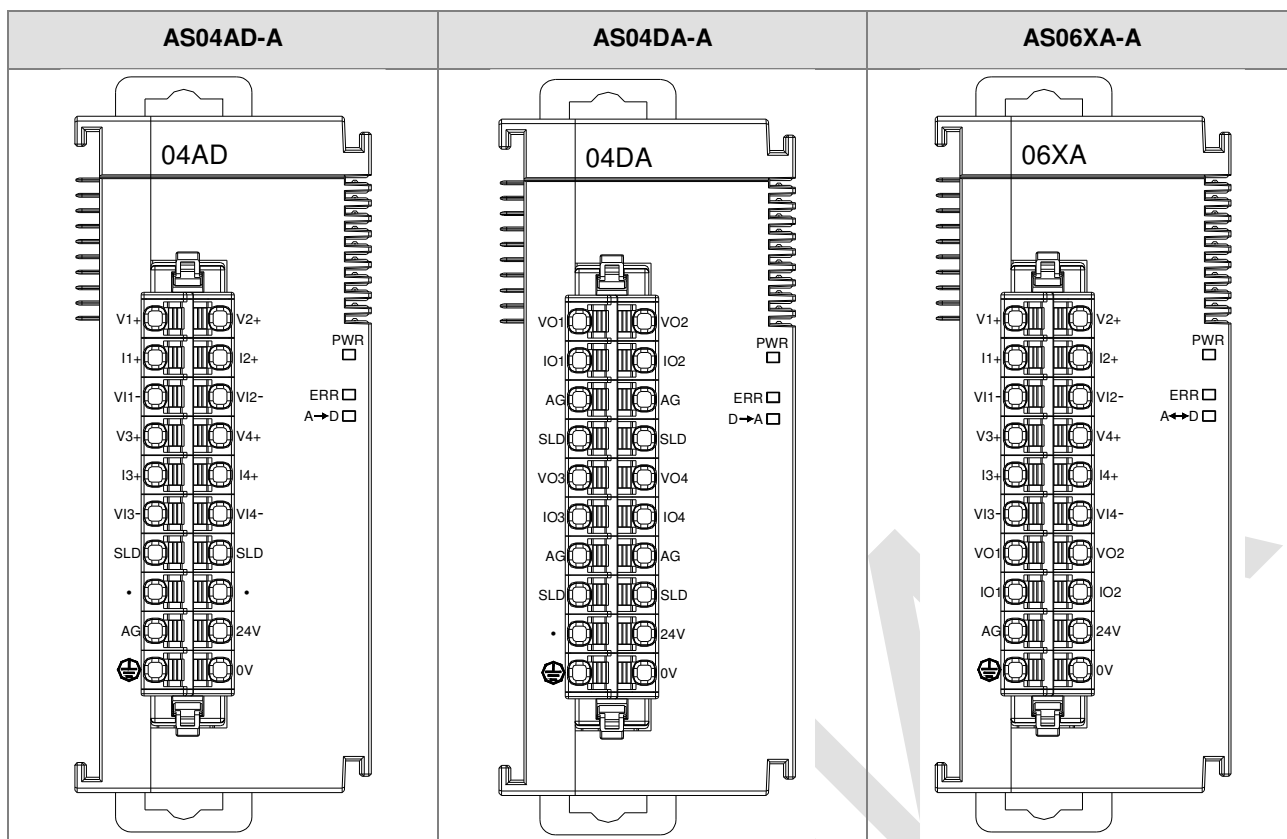 AS04AD-A AS04DA-A AS06XA-A
04AD
V1+ V2+
PWR
I1+ I2+
VI1- VI2-
ERR
A→D
V3+ V4+
I3+ I4+
VI3- VI4-
SLD SLD
• •
AG 24V
0V
04DA
VO1 VO2
PWR
IO1 IO2
AG AG
ERR
D→A
SLD SLD
VO3 VO4
IO3 IO4
AG AG
SLD SLD
• 24V
0V
06XA
V1+ V2+
PWR
I1+ I2+
VI1- VI2-
ERR
A↔D
V3+ V4+
I3+ I4+
VI3- VI4-
VO1 VO2
IO1 IO2
AG 24V
0V